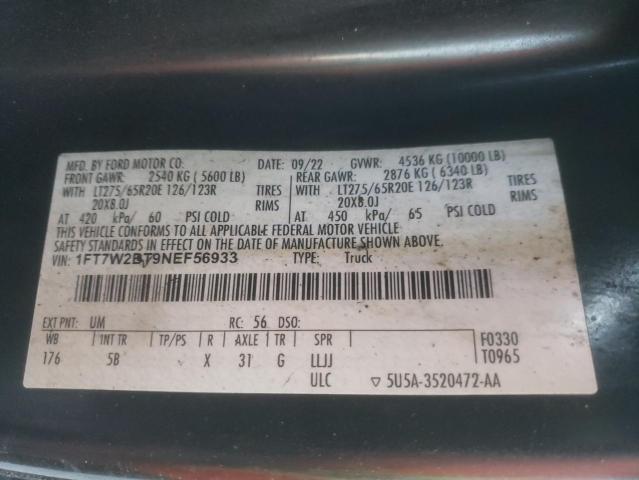 MFD. BY FORD MOTOR CO. DATE: 09/22 GVWR: 4536 KG (10000 LB)
FRONT GAWR: 2540 KG (5600 LB) REAR GAWR: 2876 KG (6340 LB)
WITH LT275/65R20E 126/123R TIRES WITH LT275/65R20E 126/123R TIRES
20X8.0J RIMS 20X8.0J RIMS
AT 420 kPa/ 60 PSI COLD AT 450 kPa/ 65 PSI COLD
THIS VEHICLE CONFORMS TO ALL APPLICABLE FEDERAL MOTOR VEHICLE
SAFETY STANDARDS IN EFFECT ON THE DATE OF MANUFACTURE SHOWN ABOVE.
VIN: 1FT7W2BT9NEF56933 TYPE: Truck
EXT PNT: UM RC: 56 DSO:
WB INT TR TP/PS R AXLE TR SPR F0330
176 5B X 31 G LLJJ T0965
ULC ▽ 5U5A-3520472-AA